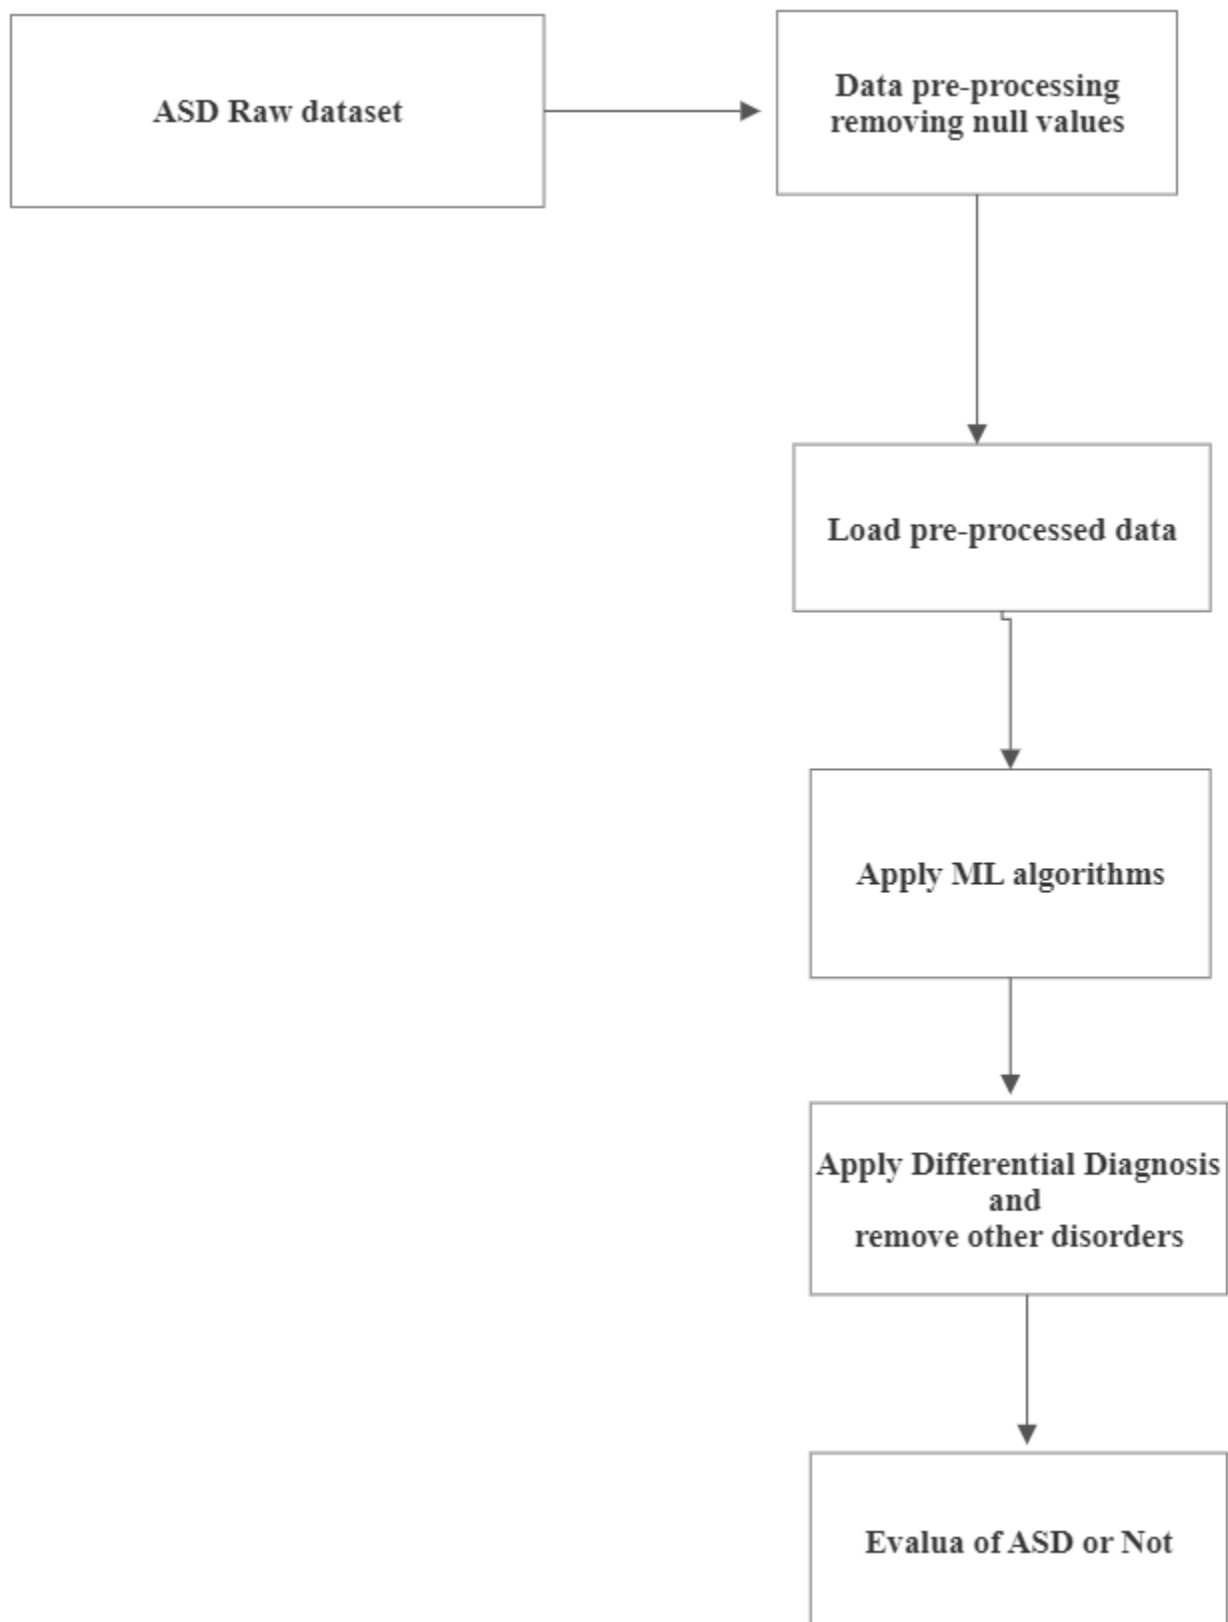 ASD Raw dataset
Data pre-processing
removing null values
Load pre-processed data
Apply ML algorithms
Apply Differential Diagnosis
and
remove other disorders
Evalua of ASD or Not